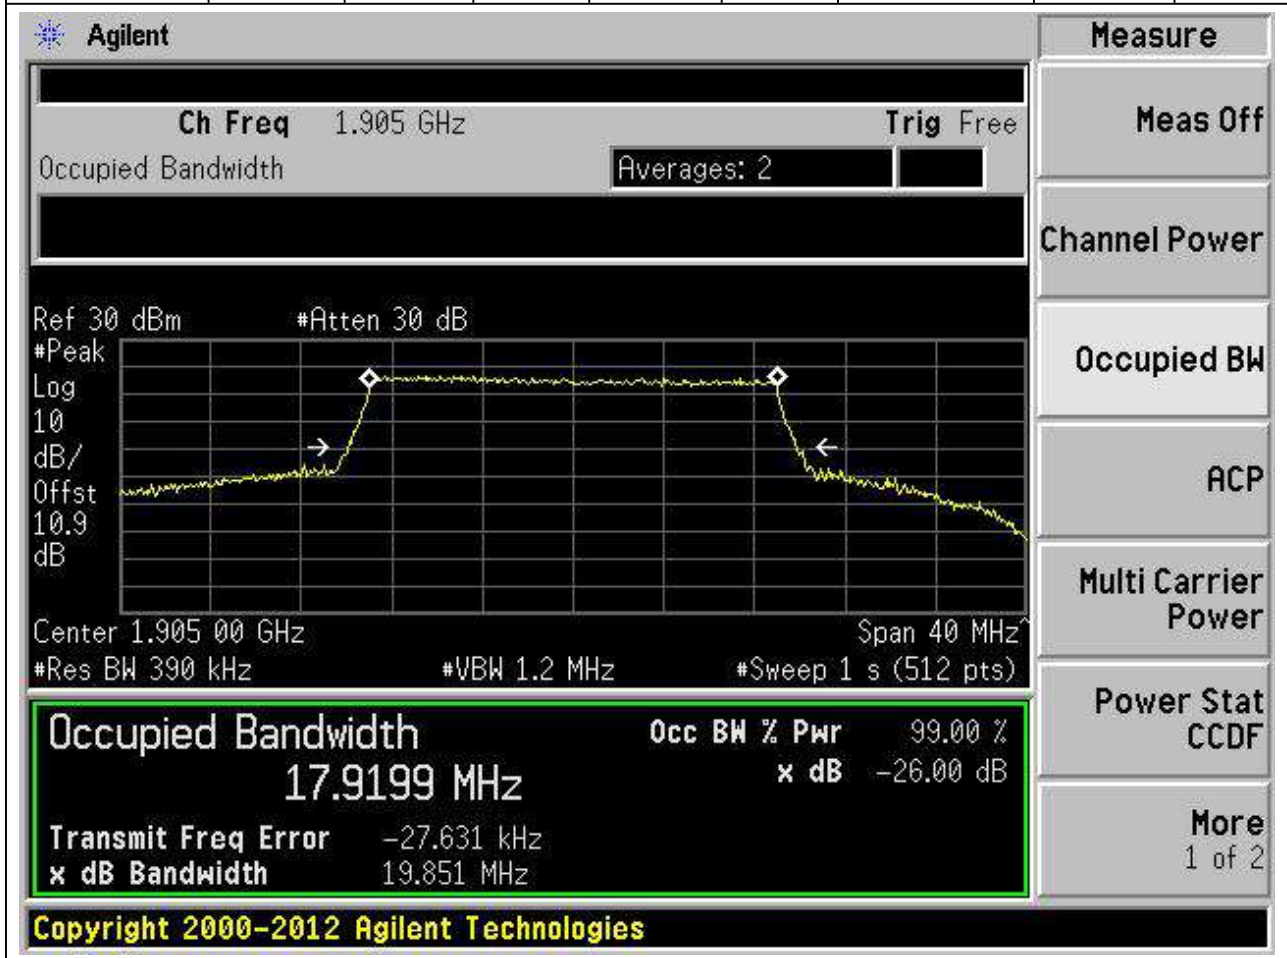 Agilent
Measure
Ch Freq 1.905 GHz Trig Free
Meas Off
Occupied Bandwidth Averages: 2
Channel Power
Ref 30 dBm #Atten 30 dB
#Peak
Log
10
dB/
Offst
10.9
dB
Occupied BW
ACP
Center 1.905 00 GHz Span 40 MHz^
#Res BW 390 kHz #VBW 1.2 MHz #Sweep 1 s (512 pts)
Multi Carrier
Power
Occupied Bandwidth Occ BW % Pwr 99.00 %
17.9199 MHz x dB -26.00 dB
Power Stat
CCDF
Transmit Freq Error -27.631 kHz
x dB Bandwidth 19.851 MHz
More
1 of 2
Copyright 2000-2012 Agilent Technologies